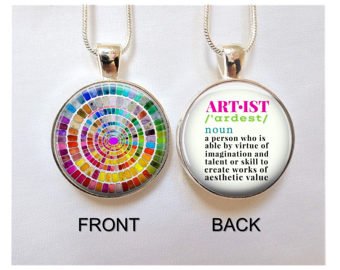 ART•IST
/'ɑrdest/
noun
a person who is
able by virtue of
imagination and
talent or skill to
create works of
aesthetic value
FRONT
BACK